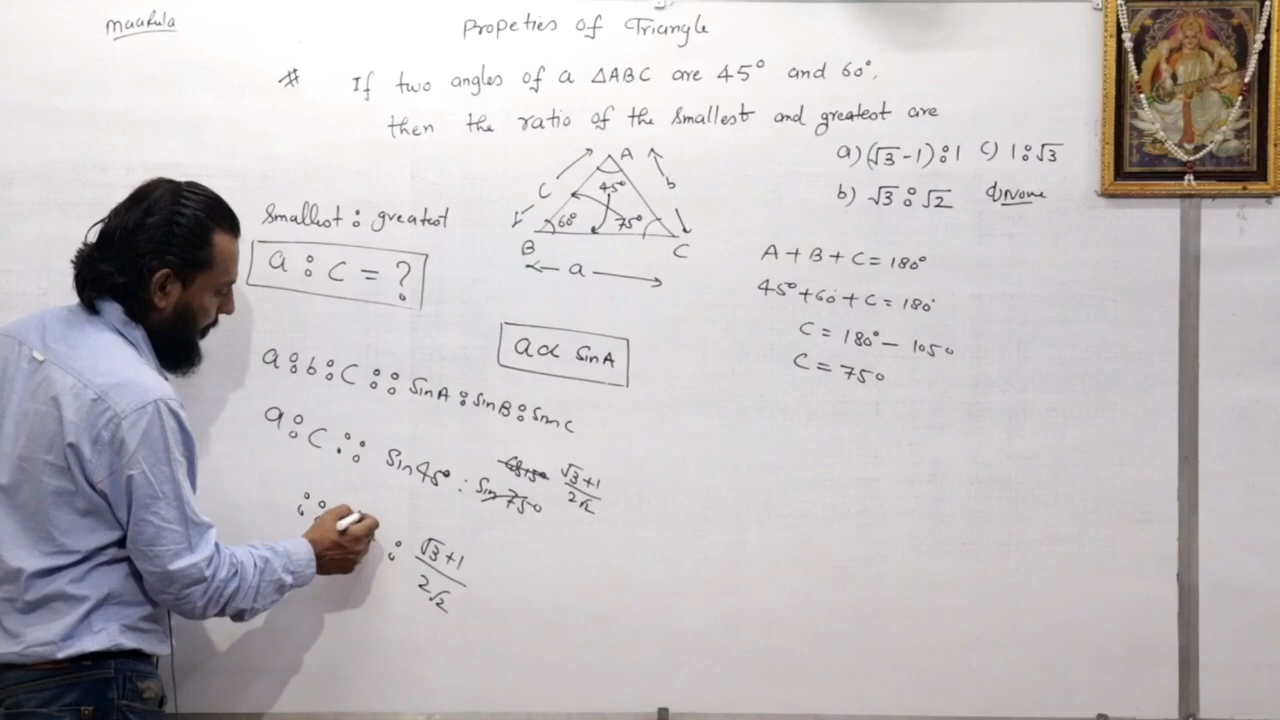 maarula
Propeties of Triangle
# If two angles of a ΔABC are 45° and 60°,
then the ratio of the smallest and greatest are
a) (√3-1):1 c) 1:√3
b) √3:√2 d) None
A
45°
c
b
60°
75°
B
C
a
Smallest : greatest
a : c = ?
a ∝ sinA
a:b:c :: sinA : sinB : sinC
a:c :: sin45° : sin75°
cos15° √3+1/2√2
:: : √3+1/2√2
A+B+C=180°
45°+60+C=180°
C=180°-105°
C=75°